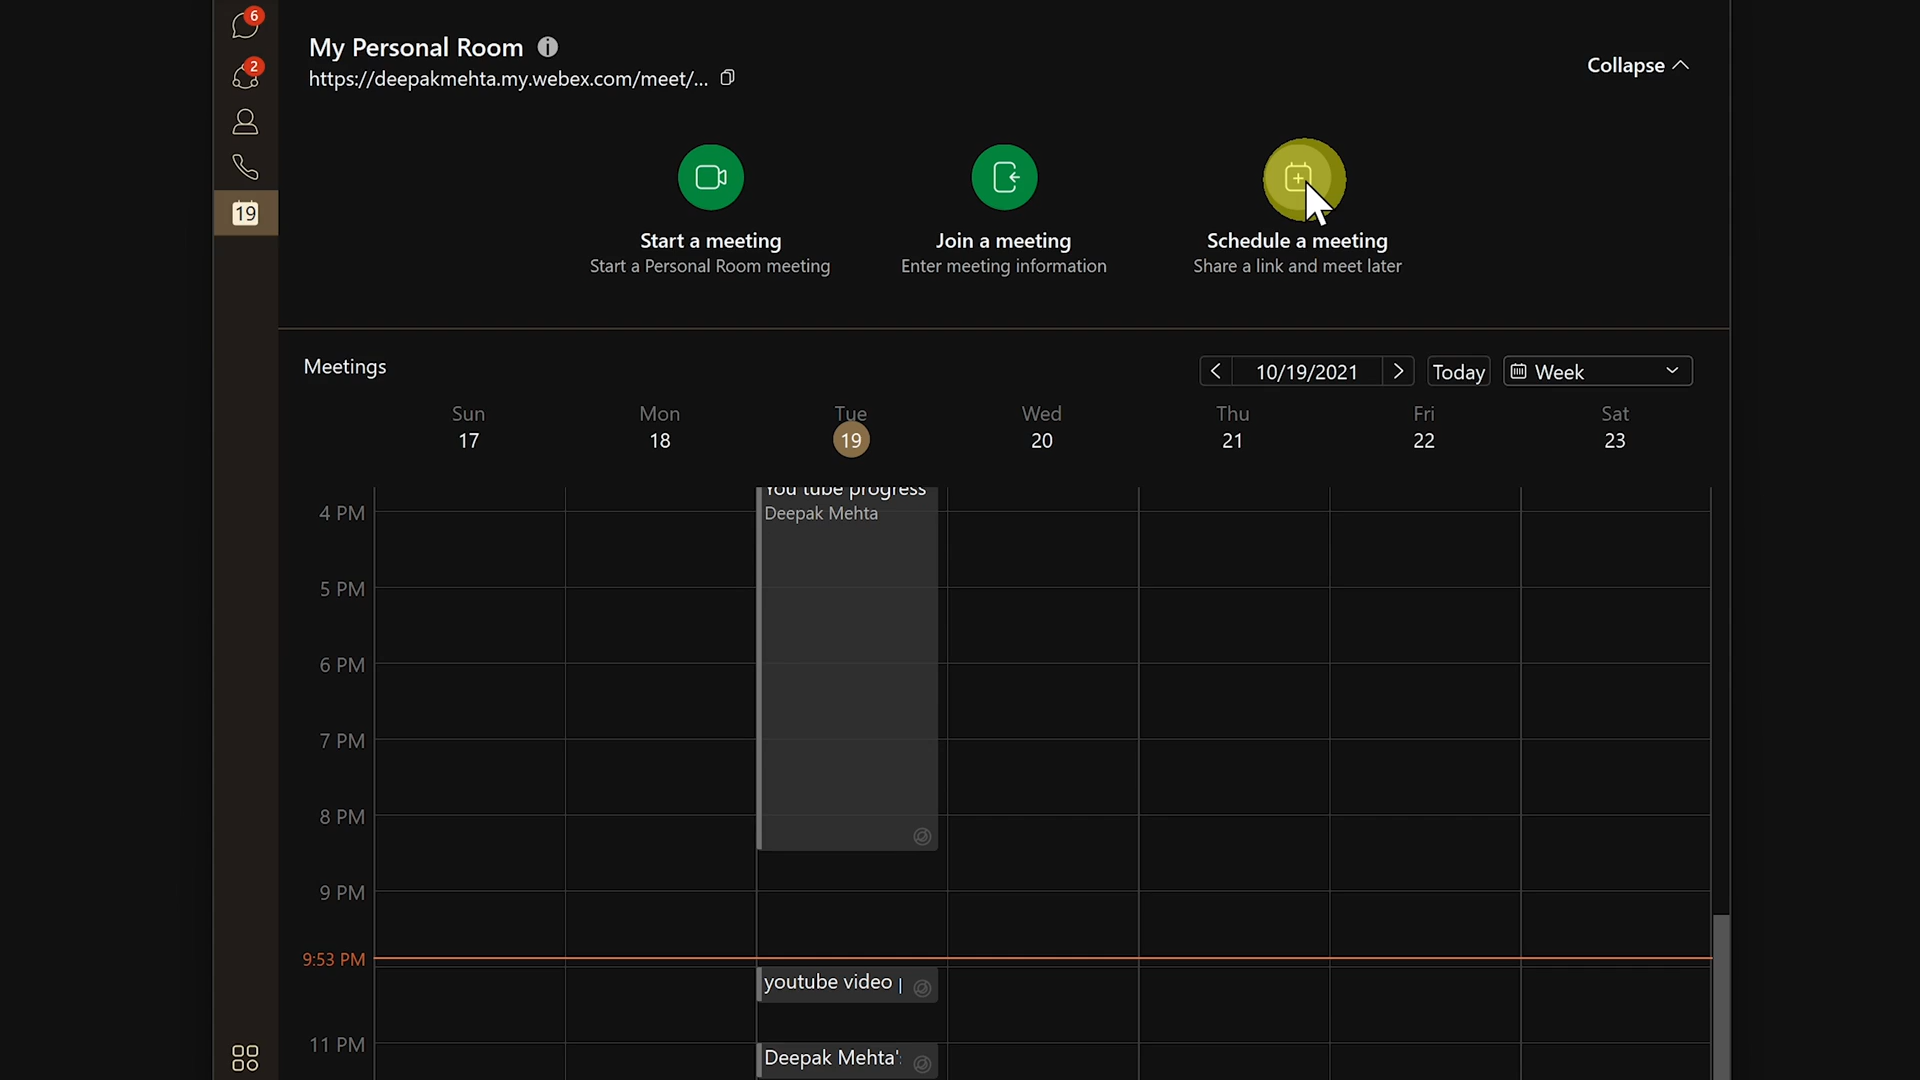 6
My Personal Room
https://deepakmehta.my.webex.com/meet/...
Collapse
2
19
Start a meeting
Start a Personal Room meeting
Join a meeting
Enter meeting information
Schedule a meeting
Share a link and meet later
Meetings
10/19/2021
Today
Week
Sun Mon Tue Wed Thu Fri Sat
17 18 19 20 21 22 23
You tube progress
4 PM
Deepak Mehta
5 PM
6 PM
7 PM
8 PM
9 PM
9:53 PM
youtube video
11 PM
Deepak Mehta'